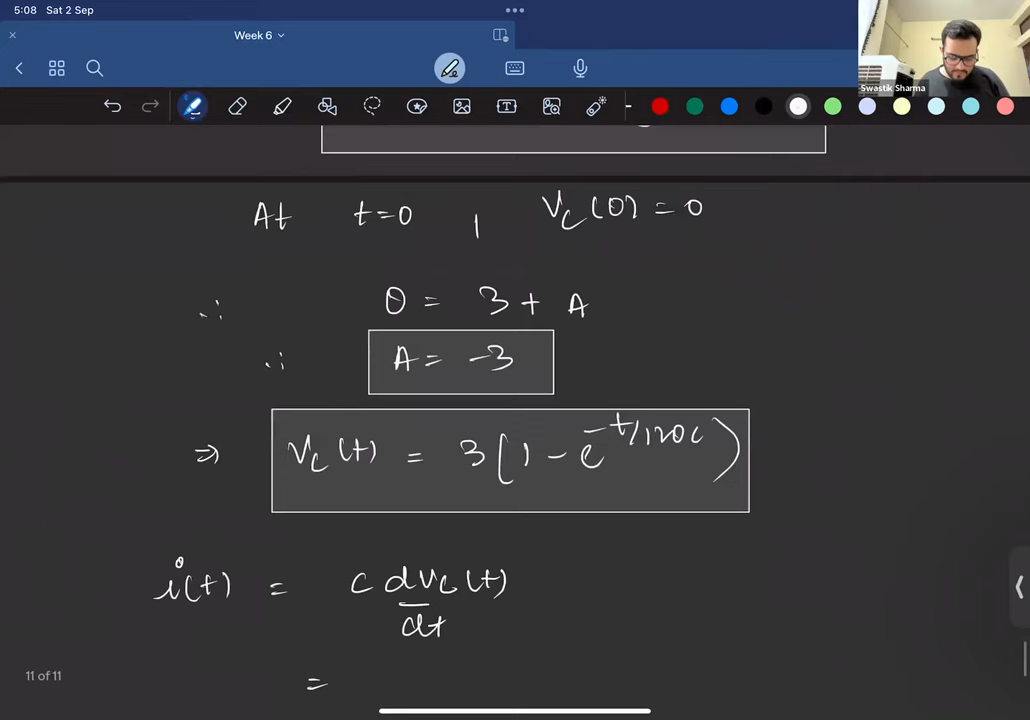 5:08 Sat 2 Sep
Week 6
Swastik Sharma
At t=0 , Vc(0) = 0
∴ 0 = 3 + A
∴ A = -3
⇒ Vc(t) = 3(1 - e^-t/120C)
i(t) = C dVc(t)/dt
=
11 of 11